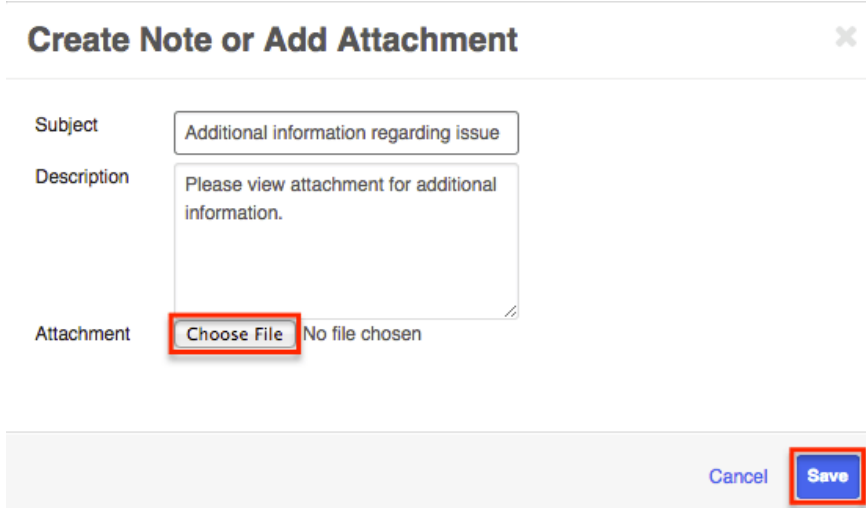 Create Note or Add Attachment
Subject
Additional information regarding issue
Description
Please view attachment for additional
information.
Attachment
Choose File No file chosen
Cancel
Save